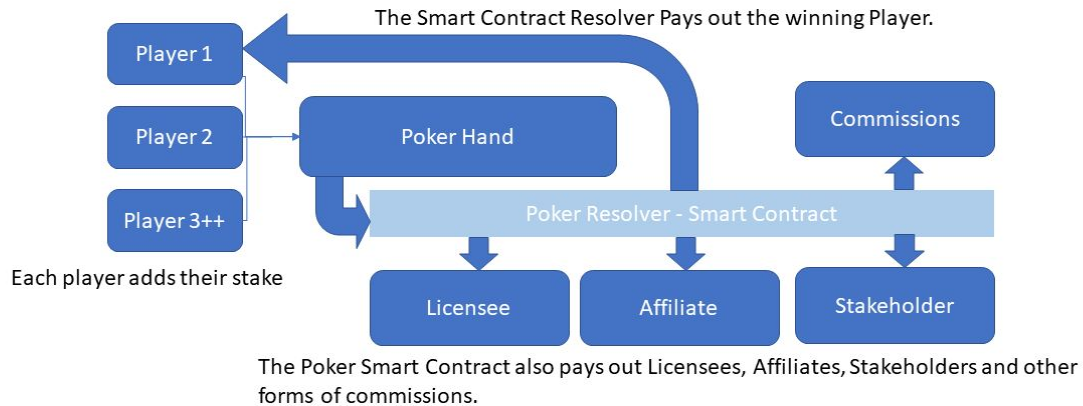 The Smart Contract Resolver Pays out the winning Player.
Player 1
Commissions
Player 2
Poker Hand
Player 3++
Poker Resolver - Smart Contract
Each player adds their stake
Licensee
Affiliate
Stakeholder
The Poker Smart Contract also pays out Licensees, Affiliates, Stakeholders and other
forms of commissions.